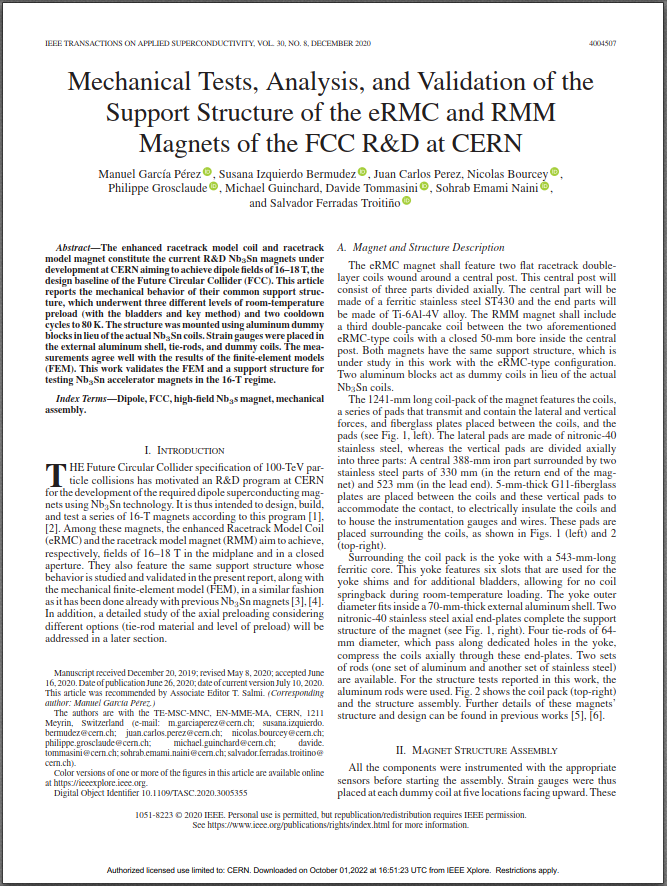 IEEE TRANSACTIONS ON APPLIED SUPERCONDUCTIVITY, VOL. 30, NO. 8, DECEMBER 2020 4004507
Mechanical Tests, Analysis, and Validation of the
Support Structure of the eRMC and RMM
Magnets of the FCC R&D at CERN
Manuel García Pérez, Susana Izquierdo Bermudez, Juan Carlos Perez, Nicolas Bourcey,
Philippe Grosclaude, Michael Guinchard, Davide Tommasini, Sohrab Emami Naini,
and Salvador Ferradas Troitiño
Abstract—The enhanced racetrack model coil and racetrack
model magnet constitute the current R&D Nb3Sn magnets under
development at CERN aiming to achieve dipole fields of 16–18 T, the
design baseline of the Future Circular Collider (FCC). This article
reports the mechanical behavior of their common support struc-
ture, which underwent three different levels of room-temperature
preload (with the bladders and key method) and two cooldown
cycles to 80 K. The structure was mounted using aluminum dummy
blocks in lieu of the actual Nb3Sn coils. Strain gauges were placed in
the external aluminum shell, tie-rods, and dummy coils. The mea-
surements agree well with the results of the finite-element models
(FEM). This work validates the FEM and a support structure for
testing Nb3Sn accelerator magnets in the 16-T regime.
Index Terms—Dipole, FCC, high-field Nb3s magnet, mechanical
assembly.
I. INTRODUCTION
THE Future Circular Collider specification of 100-TeV par-
ticle collisions has motivated an R&D program at CERN
for the development of the required dipole superconducting mag-
nets using Nb3Sn technology. It is thus intended to design, build,
and test a series of 16-T magnets according to this program [1],
[2]. Among these magnets, the enhanced Racetrack Model Coil
(eRMC) and the racetrack model magnet (RMM) aim to achieve,
respectively, fields of 16–18 T in the midplane and in a closed
aperture. They also feature the same support structure whose
behavior is studied and validated in the present report, along with
the mechanical finite-element model (FEM), in a similar fashion
as it has been done already with previous Nb3Sn magnets [3], [4].
In addition, a detailed study of the axial preloading considering
different options (tie-rod material and level of preload) will be
addressed in a later section.
Manuscript received December 20, 2019; revised May 8, 2020; accepted June
16, 2020. Date of publication June 26, 2020; date of current version July 10, 2020.
This article was recommended by Associate Editor T. Salmi. (Corresponding
author: Manuel Garcia Perez.)
The authors are with the TE-MSC-MNC, EN-MME-MA, CERN, 1211
Meyrin, Switzerland (e-mail: m.garciaperez@cern.ch; susana.izquierdo.
bermudez@cern.ch; juan.carlos.perez@cern.ch; nicolas.bourcey@cern.ch;
philippe.grosclaude@cern.ch; michael.guinchard@cern.ch; davide.
tommasini@cern.ch; sohrab.emami.naini@cern.ch; salvador.ferradas.troitino@
cern.ch).
Color versions of one or more of the figures in this article are available online
at https://ieeexplore.ieee.org.
Digital Object Identifier 10.1109/TASC.2020.3005355
A. Magnet and Structure Description
The eRMC magnet shall feature two flat racetrack double-
layer coils wound around a central post. This central post will
consist of three parts divided axially. The central part will be
made of a ferritic stainless steel ST430 and the end parts will
be made of Ti-6Al-4V alloy. The RMM magnet shall include
a third double-pancake coil between the two aforementioned
eRMC-type coils with a closed 50-mm bore inside the central
post. Both magnets have the same support structure, which is
under study in this work with the eRMC-type configuration.
Two aluminum blocks act as dummy coils in lieu of the actual
Nb3Sn coils.
The 1241-mm long coil-pack of the magnet features the coils,
a series of pads that transmit and contain the lateral and vertical
forces, and fiberglass plates placed between the coils, and the
pads (see Fig. 1, left). The lateral pads are made of nitronic-40
stainless steel, whereas the vertical pads are divided axially
into three parts: A central 388-mm iron part surrounded by two
stainless steel parts of 330 mm (in the return end of the mag-
net) and 523 mm (in the lead end). 5-mm-thick G11-fiberglass
plates are placed between the coils and these vertical pads to
accommodate the contact, to electrically insulate the coils and
to house the instrumentation gauges and wires. These pads are
placed surrounding the coils, as shown in Figs. 1 (left) and 2
(top-right).
Surrounding the coil pack is the yoke with a 543-mm-long
ferritic core. This yoke features six slots that are used for the
yoke shims and for additional bladders, allowing for no coil
springback during room-temperature loading. The yoke outer
diameter fits inside a 70-mm-thick external aluminum shell. Two
nitronic-40 stainless steel axial end-plates complete the support
structure of the magnet (see Fig. 1, right). Four tie-rods of 64-
mm diameter, which pass along dedicated holes in the yoke,
compress the coils axially through these end-plates. Two sets
of rods (one set of aluminum and another set of stainless steel)
are available. For the structure tests reported in this work, the
aluminum rods were used. Fig. 2 shows the coil pack (top-right)
and the structure assembly. Further details of these magnets'
structure and design can be found in previous works [5], [6].
II. MAGNET STRUCTURE ASSEMBLY
All the components were instrumented with the appropriate
sensors before starting the assembly. Strain gauges were thus
placed at each dummy coil at five locations facing upward. These
1051-8223 © 2020 IEEE. Personal use is permitted, but republication/redistribution requires IEEE permission.
See https://www.ieee.org/publications/rights/index.html for more information.
Authorized licensed use limited to: CERN. Downloaded on October 01,2022 at 16:51:23 UTC from IEEE Xplore. Restrictions apply.